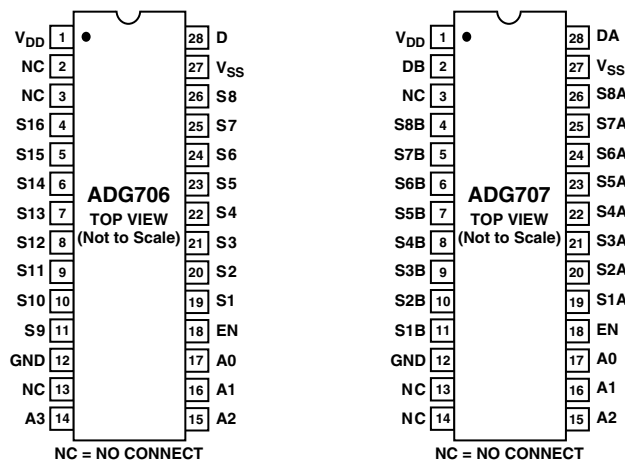 VDD 1 28 D
NC 2 27 VSS
NC 3 26 S8
S16 4 25 S7
S15 5 24 S6
S14 6 23 S5
S13 7 22 S4
S12 8 21 S3
S11 9 20 S2
S10 10 19 S1
S9 11 18 EN
GND 12 17 A0
NC 13 16 A1
A3 14 15 A2
ADG706
TOP VIEW
(Not to Scale)
NC = NO CONNECT
VDD 1 28 DA
DB 2 27 VSS
NC 3 26 S8A
S8B 4 25 S7A
S7B 5 24 S6A
S6B 6 23 S5A
S5B 7 22 S4A
S4B 8 21 S3A
S3B 9 20 S2A
S2B 10 19 S1A
S1B 11 18 EN
GND 12 17 A0
NC 13 16 A1
NC 14 15 A2
ADG707
TOP VIEW
(Not to Scale)
NC = NO CONNECT